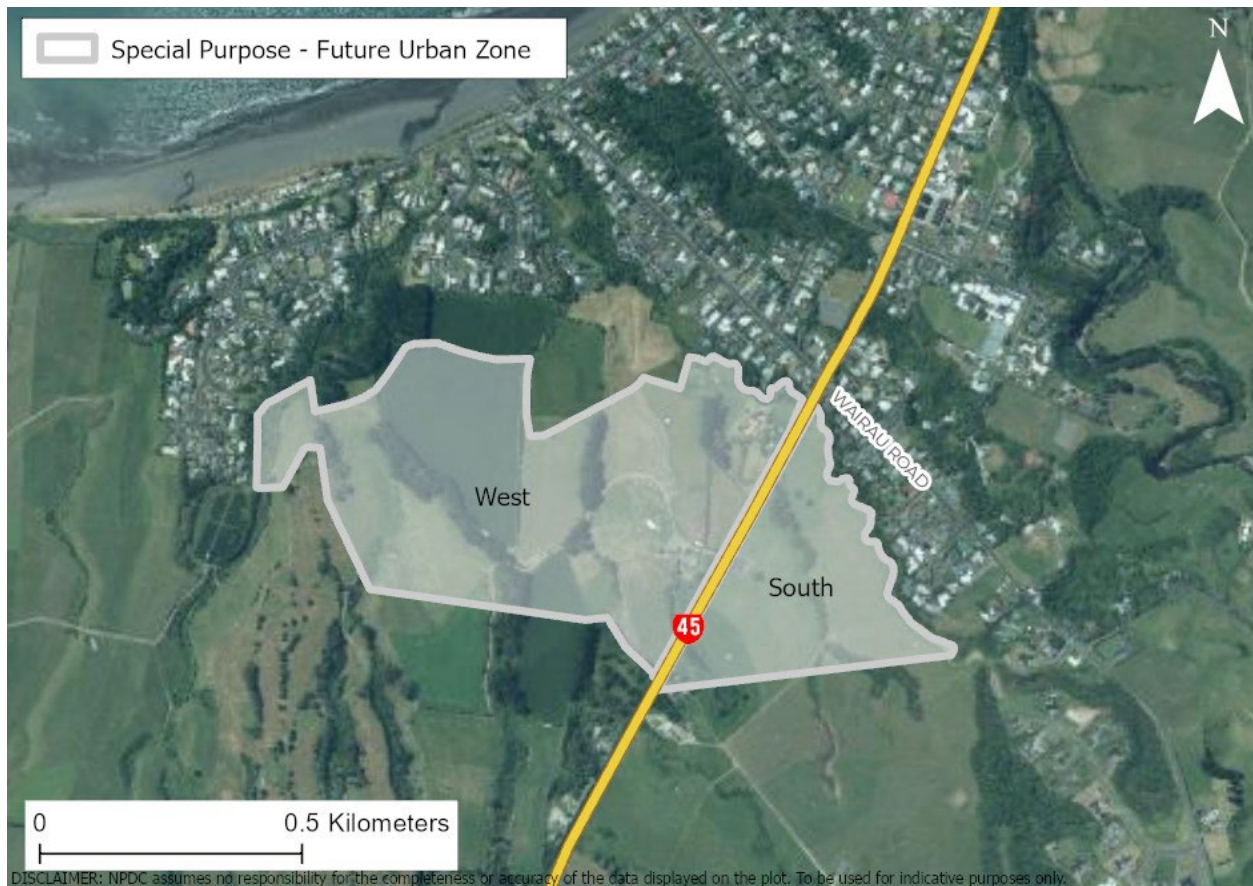 Special Purpose - Future Urban Zone
N
WAIRAU ROAD
West
South
45
0 0.5 Kilometers
DISCLAIMER: NPDC assumes no responsibility for the completeness or accuracy of the data displayed on the plot. To be used for indicative purposes only.